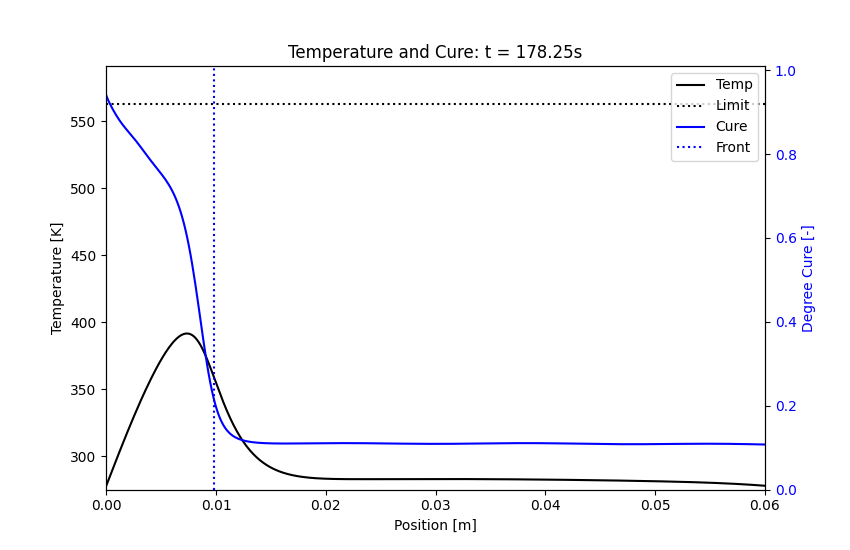 Temperature and Cure: t = 178.25s
Temp
Limit
Cure
Front
Temperature [K]
550
500
450
400
350
300
1.0
0.8
0.6
0.4
0.2
0.0
Degree Cure [-]
0.00 0.01 0.02 0.03 0.04 0.05 0.06
Position [m]